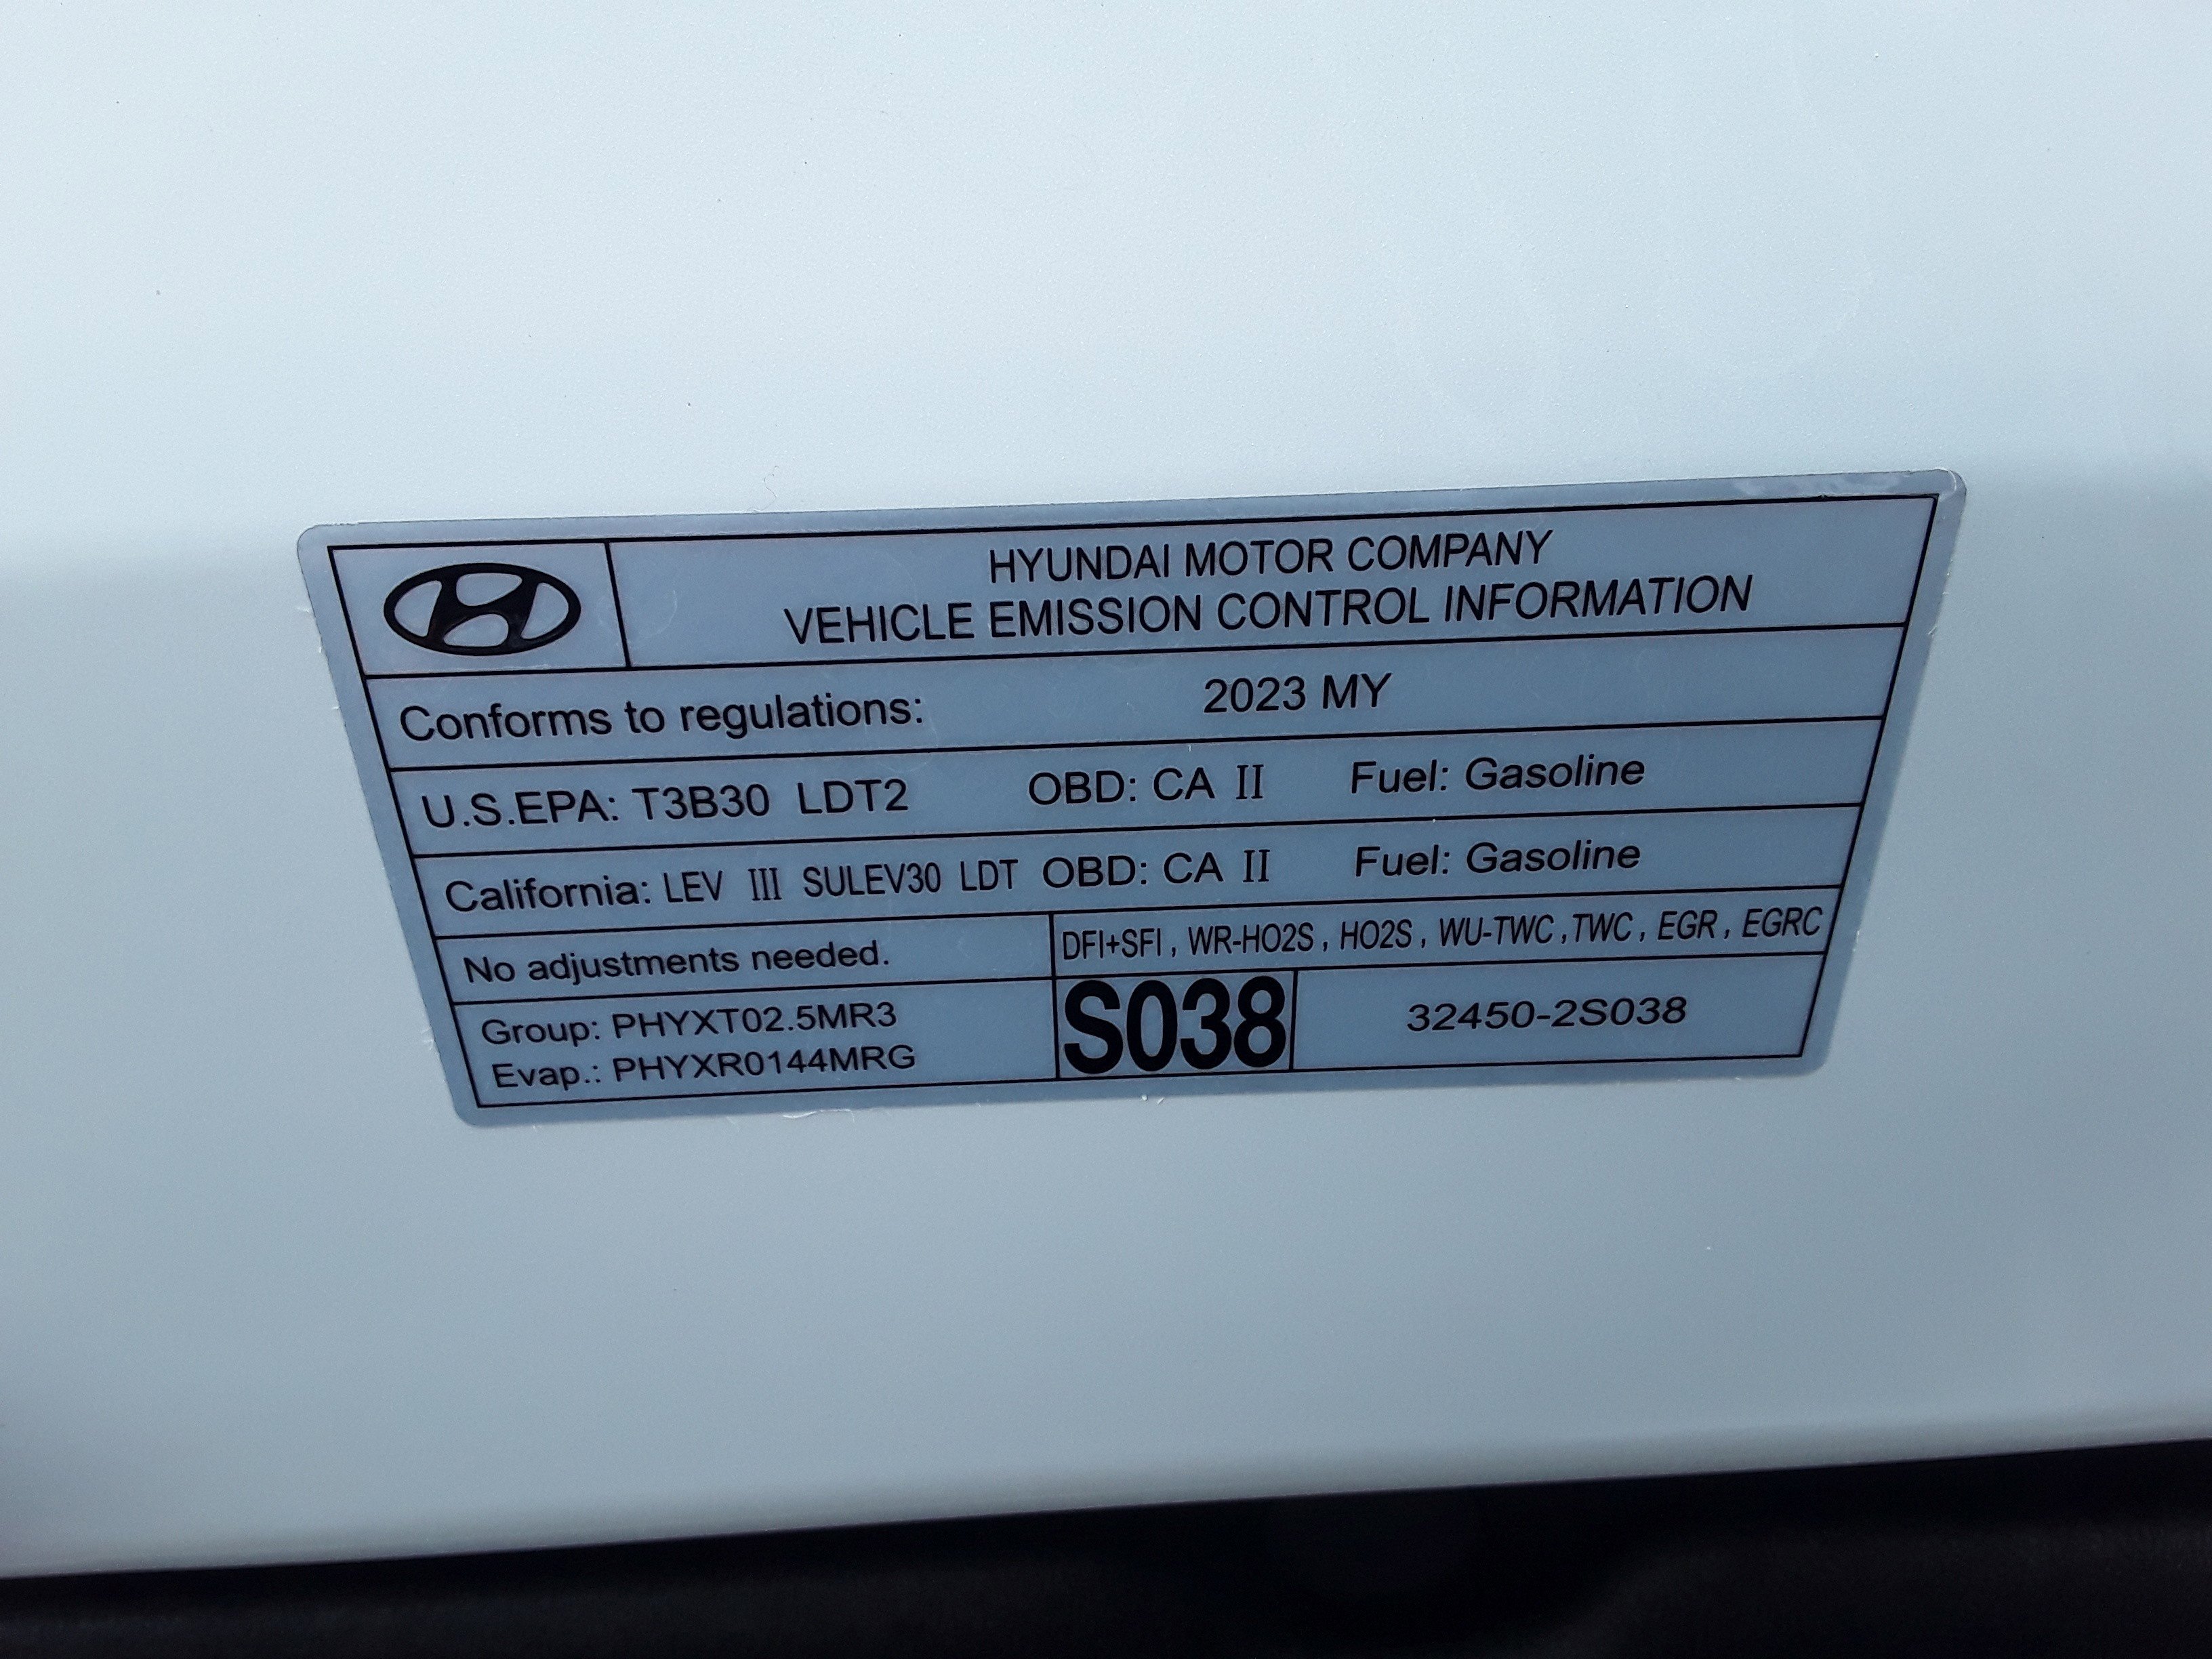 HYUNDAI MOTOR COMPANY
VEHICLE EMISSION CONTROL INFORMATION
Conforms to regulations: 2023 MY
U.S.EPA: T3B30 LDT2 OBD: CA II Fuel: Gasoline
California: LEV III SULEV30 LDT OBD: CA II Fuel: Gasoline
No adjustments needed.
DFI+SFI , WR-HO2S , HO2S , WU-TWC ,TWC , EGR , EGRC
Group: PHYXT02.5MR3
Evap.: PHYXR0144MRG
S038
32450-2S038